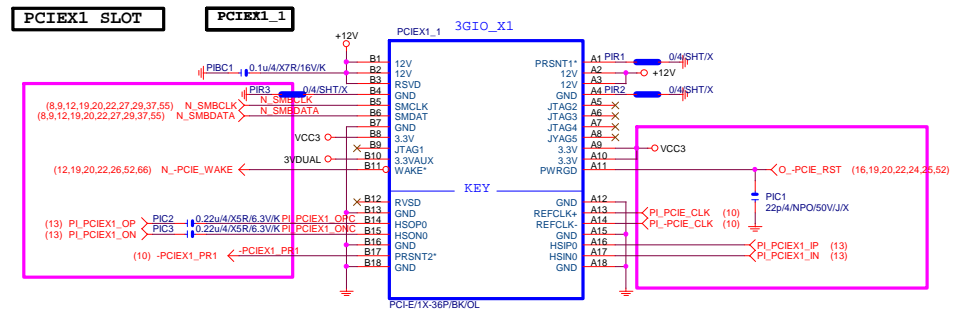 PCIEX1 SLOT
PCIEX1_1
3GIO_X1
PCIEX1_1
+12V
PIBC1 0.1u/4/X7R/16V/K
PIR3 0/4/SHT/X
(8,9,12,19,20,22,27,29,37,55) N_SMBCLK N_SMBCLK
(8,9,12,19,20,22,27,29,37,55) N_SMBDATA N_SMBDATA
VCC3
3VDUAL
(12,19,20,22,26,52,66) N_-PCIE_WAKE
(13) PI_PCIEX1_OP PIC2 0.22u/4/X5R/6.3V/K PI_PCIEX1_OPC
(13) PI_PCIEX1_ON PIC3 0.22u/4/X5R/6.3V/K PI_PCIEX1_ONC
(10) -PCIEX1_PR1 -PCIEX1_PR1
B1 12V
B2 12V
B3 RSVD
B4 GND
B5 SMCLK
B6 SMDAT
B7 GND
B8 3.3V
B9 JTAG1
B10 3.3VAUX
B11 WAKE*
KEY
B12 RVSD
B13 GND
B14 HSOP0
B15 HSON0
B16 GND
B17 PRSNT2*
B18 GND
PRSNT1* A1
12V A2
12V A3
GND A4
JTAG2 A5
JTAG3 A6
JTAG4 A7
JYAG5 A8
3.3V A9
3.3V A10
PWRGD A11
GND A12
REFCLK+ A13
REFCLK- A14
GND A15
HSIP0 A16
HSIN0 A17
GND A18
PIR1 0/4/SHT/X
+12V
PIR2 0/4/SHT/X
VCC3
O_-PCIE_RST (16,19,20,22,24,25,52)
PIC1
22p/4/NPO/50V/J/X
PI_PCIE_CLK (10)
PI_-PCIE_CLK (10)
PI_PCIEX1_IP (13)
PI_PCIEX1_IN (13)
PCI-E/1X-36P/BK/OL